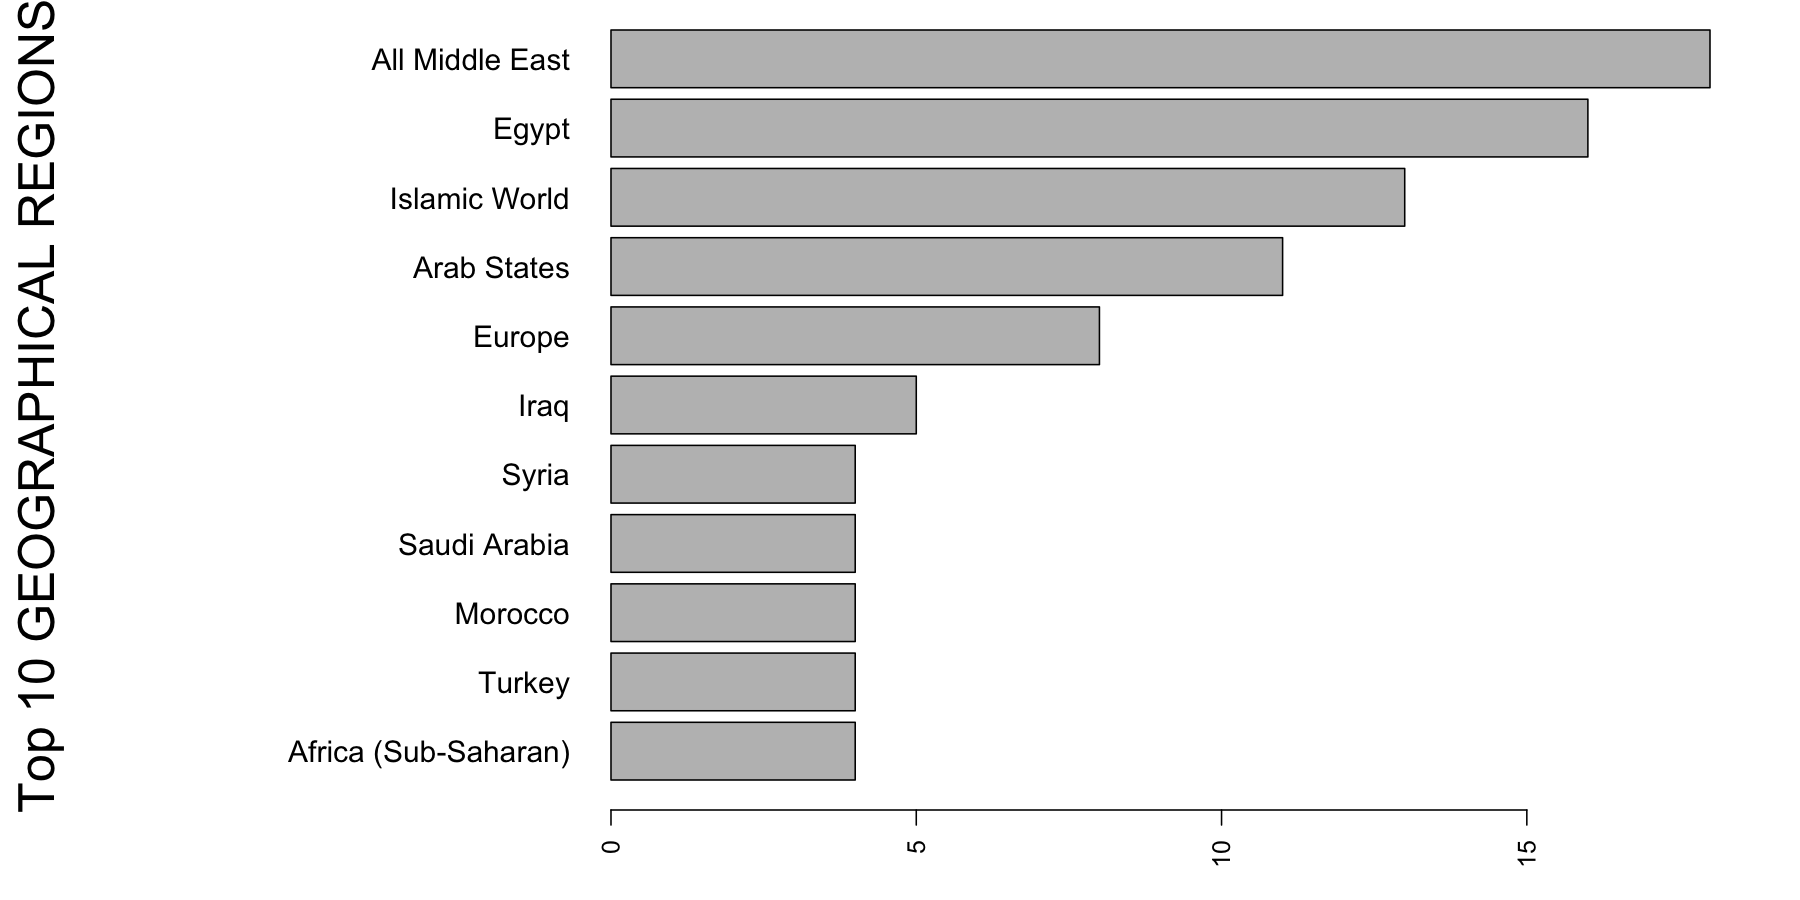 Top 10 GEOGRAPHICAL REGIONS
All Middle East
Egypt
Islamic World
Arab States
Europe
Iraq
Syria
Saudi Arabia
Morocco
Turkey
Africa (Sub-Saharan)
0
5
10
15